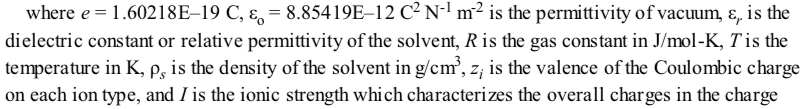 where e = 1.60218E–19 C, εo = 8.85419E–12 C² N⁻¹ m⁻² is the permittivity of vacuum, εr is the
dielectric constant or relative permittivity of the solvent, R is the gas constant in J/mol-K, T is the
temperature in K, ρs is the density of the solvent in g/cm³, zi is the valence of the Coulombic charge
on each ion type, and I is the ionic strength which characterizes the overall charges in the charge